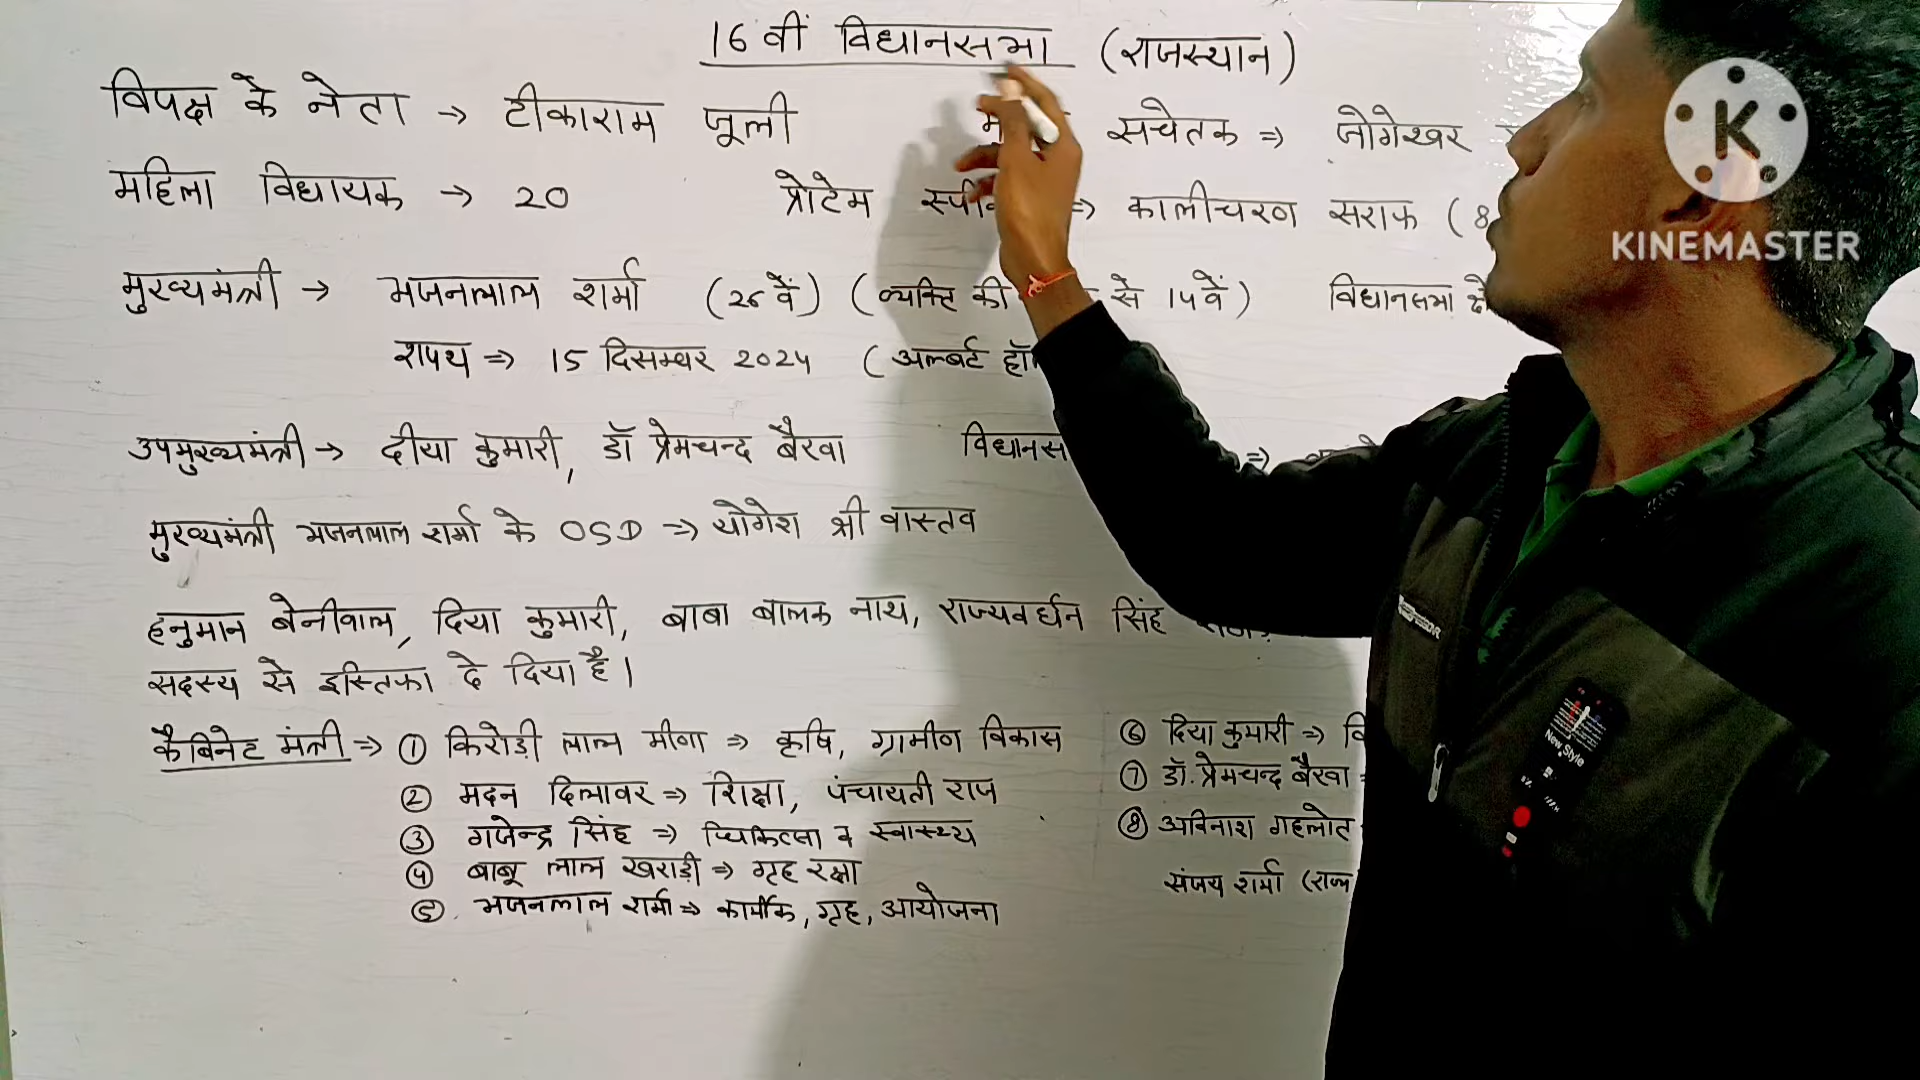 16 वीं विधानसभा (राजस्थान)
विपक्ष के नेता → टीकाराम जूली सचेतक ⇒ जोगेश्वर
महिला विधायक → 20 प्रोटेम ⇒ कालीचरण सराफ (8
मुख्यमंत्री → भजनलाल शर्मा (26 वें) (व्यक्ति की से 14 वें) विधानसभा
शपथ ⇒ 15 दिसम्बर 2024 (अल्बर्ट
उपमुख्यमंत्री → दीया कुमारी, डॉ प्रेमचन्द बैरवा ⇒
मुख्यमंत्री भजनलाल शर्मा के OSD ⇒ योगेश श्री वास्तव
हनुमान बेनीवाल, दिया कुमारी, बाबा बालक नाथ, राज्यवर्धन सिंह
सदस्य से इस्तिफा दे दिया है।
कैबिनेट मंत्री ⇒ ① किरोड़ी लाल मीणा ⇒ कृषि, ग्रामीण विकास
② मदन दिलावर ⇒ शिक्षा, पंचायती राज
③ गजेन्द्र सिंह ⇒ चिकित्सा व स्वास्थ्य
④ बाबू लाल खराड़ी ⇒ गृह रक्षा
⑤ भजनलाल शर्मा ⇒ कार्मीक, गृह, आयोजना
⑥ दिया कुमारी ⇒
⑦ डॉ. प्रेमचन्द बैरवा
⑧ अविनाश गहलोत
संजय शर्मा (राज्य
K
KINEMASTER
New Style